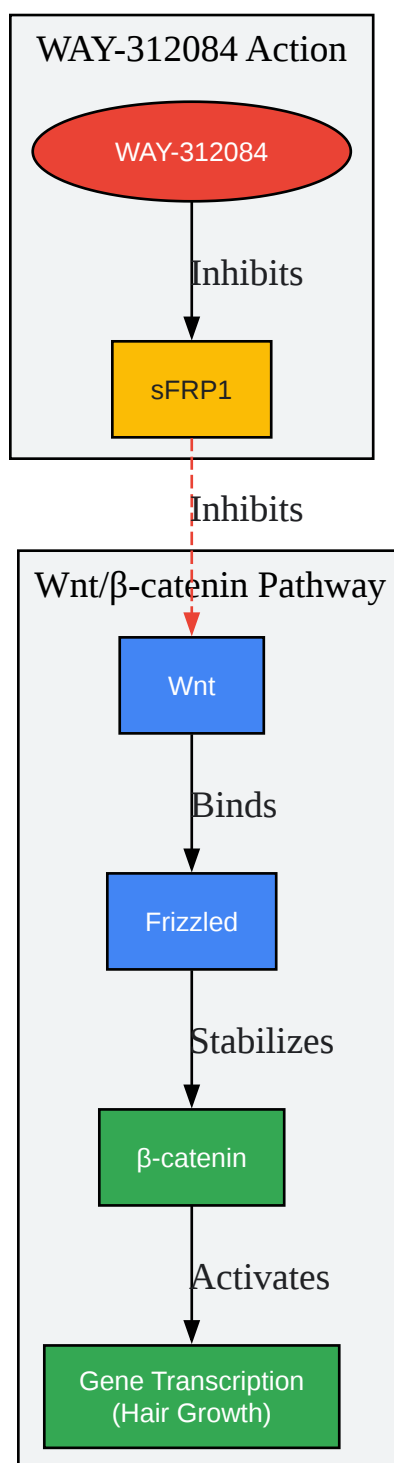 WAY-312084 Action
WAY-312084
Inhibits
sFRP1
Inhibits
Wnt/β-catenin Pathway
Wnt
Binds
Frizzled
Stabilizes
β-catenin
Activates
Gene Transcription
(Hair Growth)